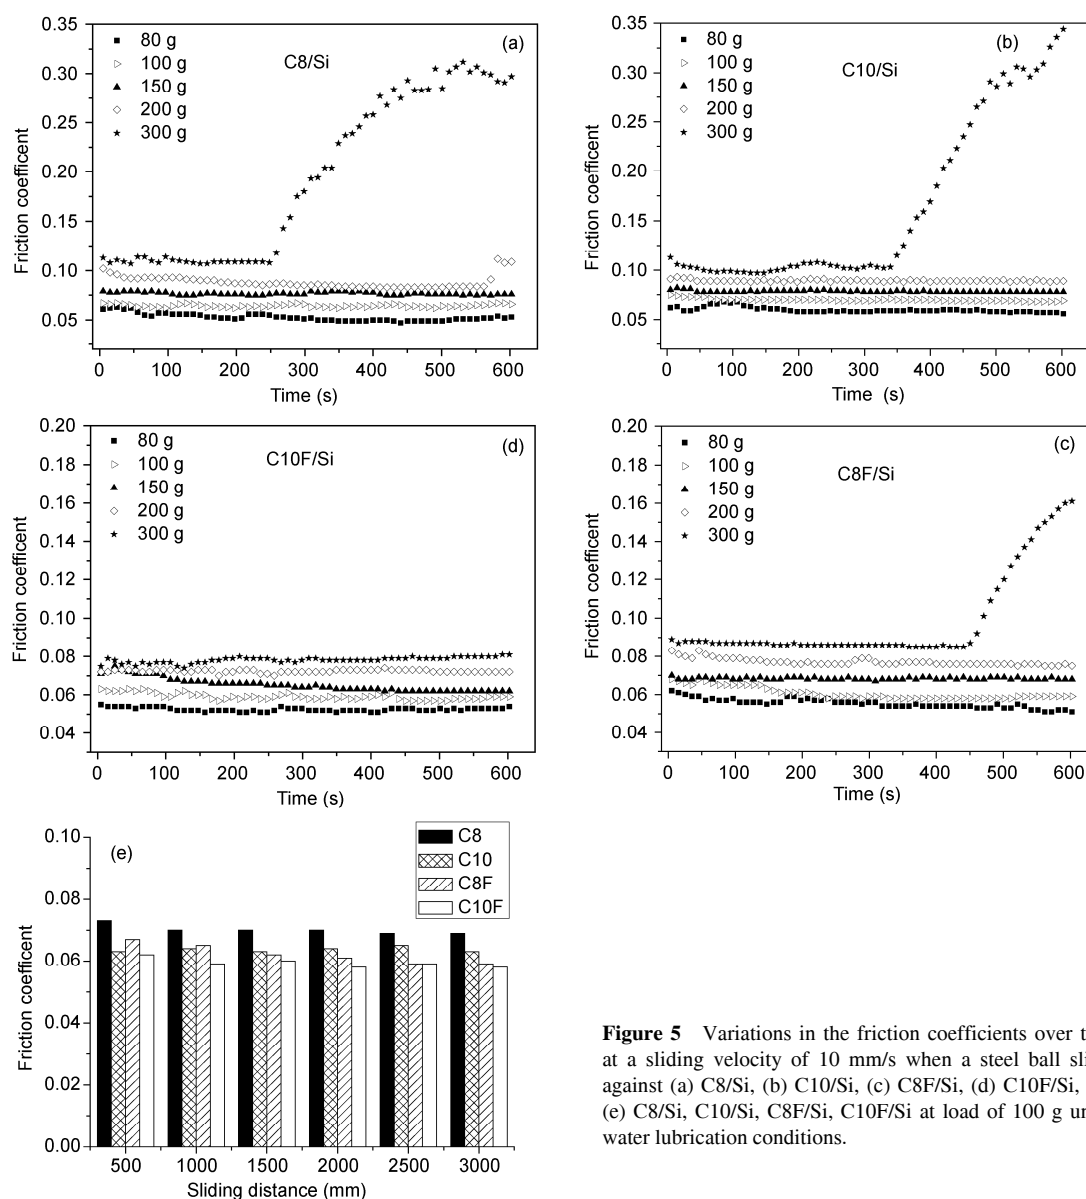 0.35
0.30
0.25
0.20
0.15
0.10
0.05
Friction coefficent
80 g
100 g
150 g
200 g
300 g
C8/Si
(a)
0 100 200 300 400 500 600
Time (s)
0.35
0.30
0.25
0.20
0.15
0.10
0.05
Friction coefficent
80 g
100 g
150 g
200 g
300 g
C10/Si
(b)
0 100 200 300 400 500 600
Time (s)
0.20
0.18
0.16
0.14
0.12
0.10
0.08
0.06
0.04
Friction coefficent
80 g
100 g
150 g
200 g
300 g
C10F/Si
(d)
0 100 200 300 400 500 600
Time (s)
0.20
0.18
0.16
0.14
0.12
0.10
0.08
0.06
0.04
Friction coefficent
80 g
100 g
150 g
200 g
300 g
C8F/Si
(c)
0 100 200 300 400 500 600
Time (s)
0.10
0.08
0.06
0.04
0.02
0.00
Friction coefficent
(e)
C8
C10
C8F
C10F
500 1000 1500 2000 2500 3000
Sliding distance (mm)
Figure 5 Variations in the friction coefficients over
at a sliding velocity of 10 mm/s when a steel ball
against (a) C8/Si, (b) C10/Si, (c) C8F/Si, (d) C10F/Si,
(e) C8/Si, C10/Si, C8F/Si, C10F/Si at load of 100 g
water lubrication conditions.